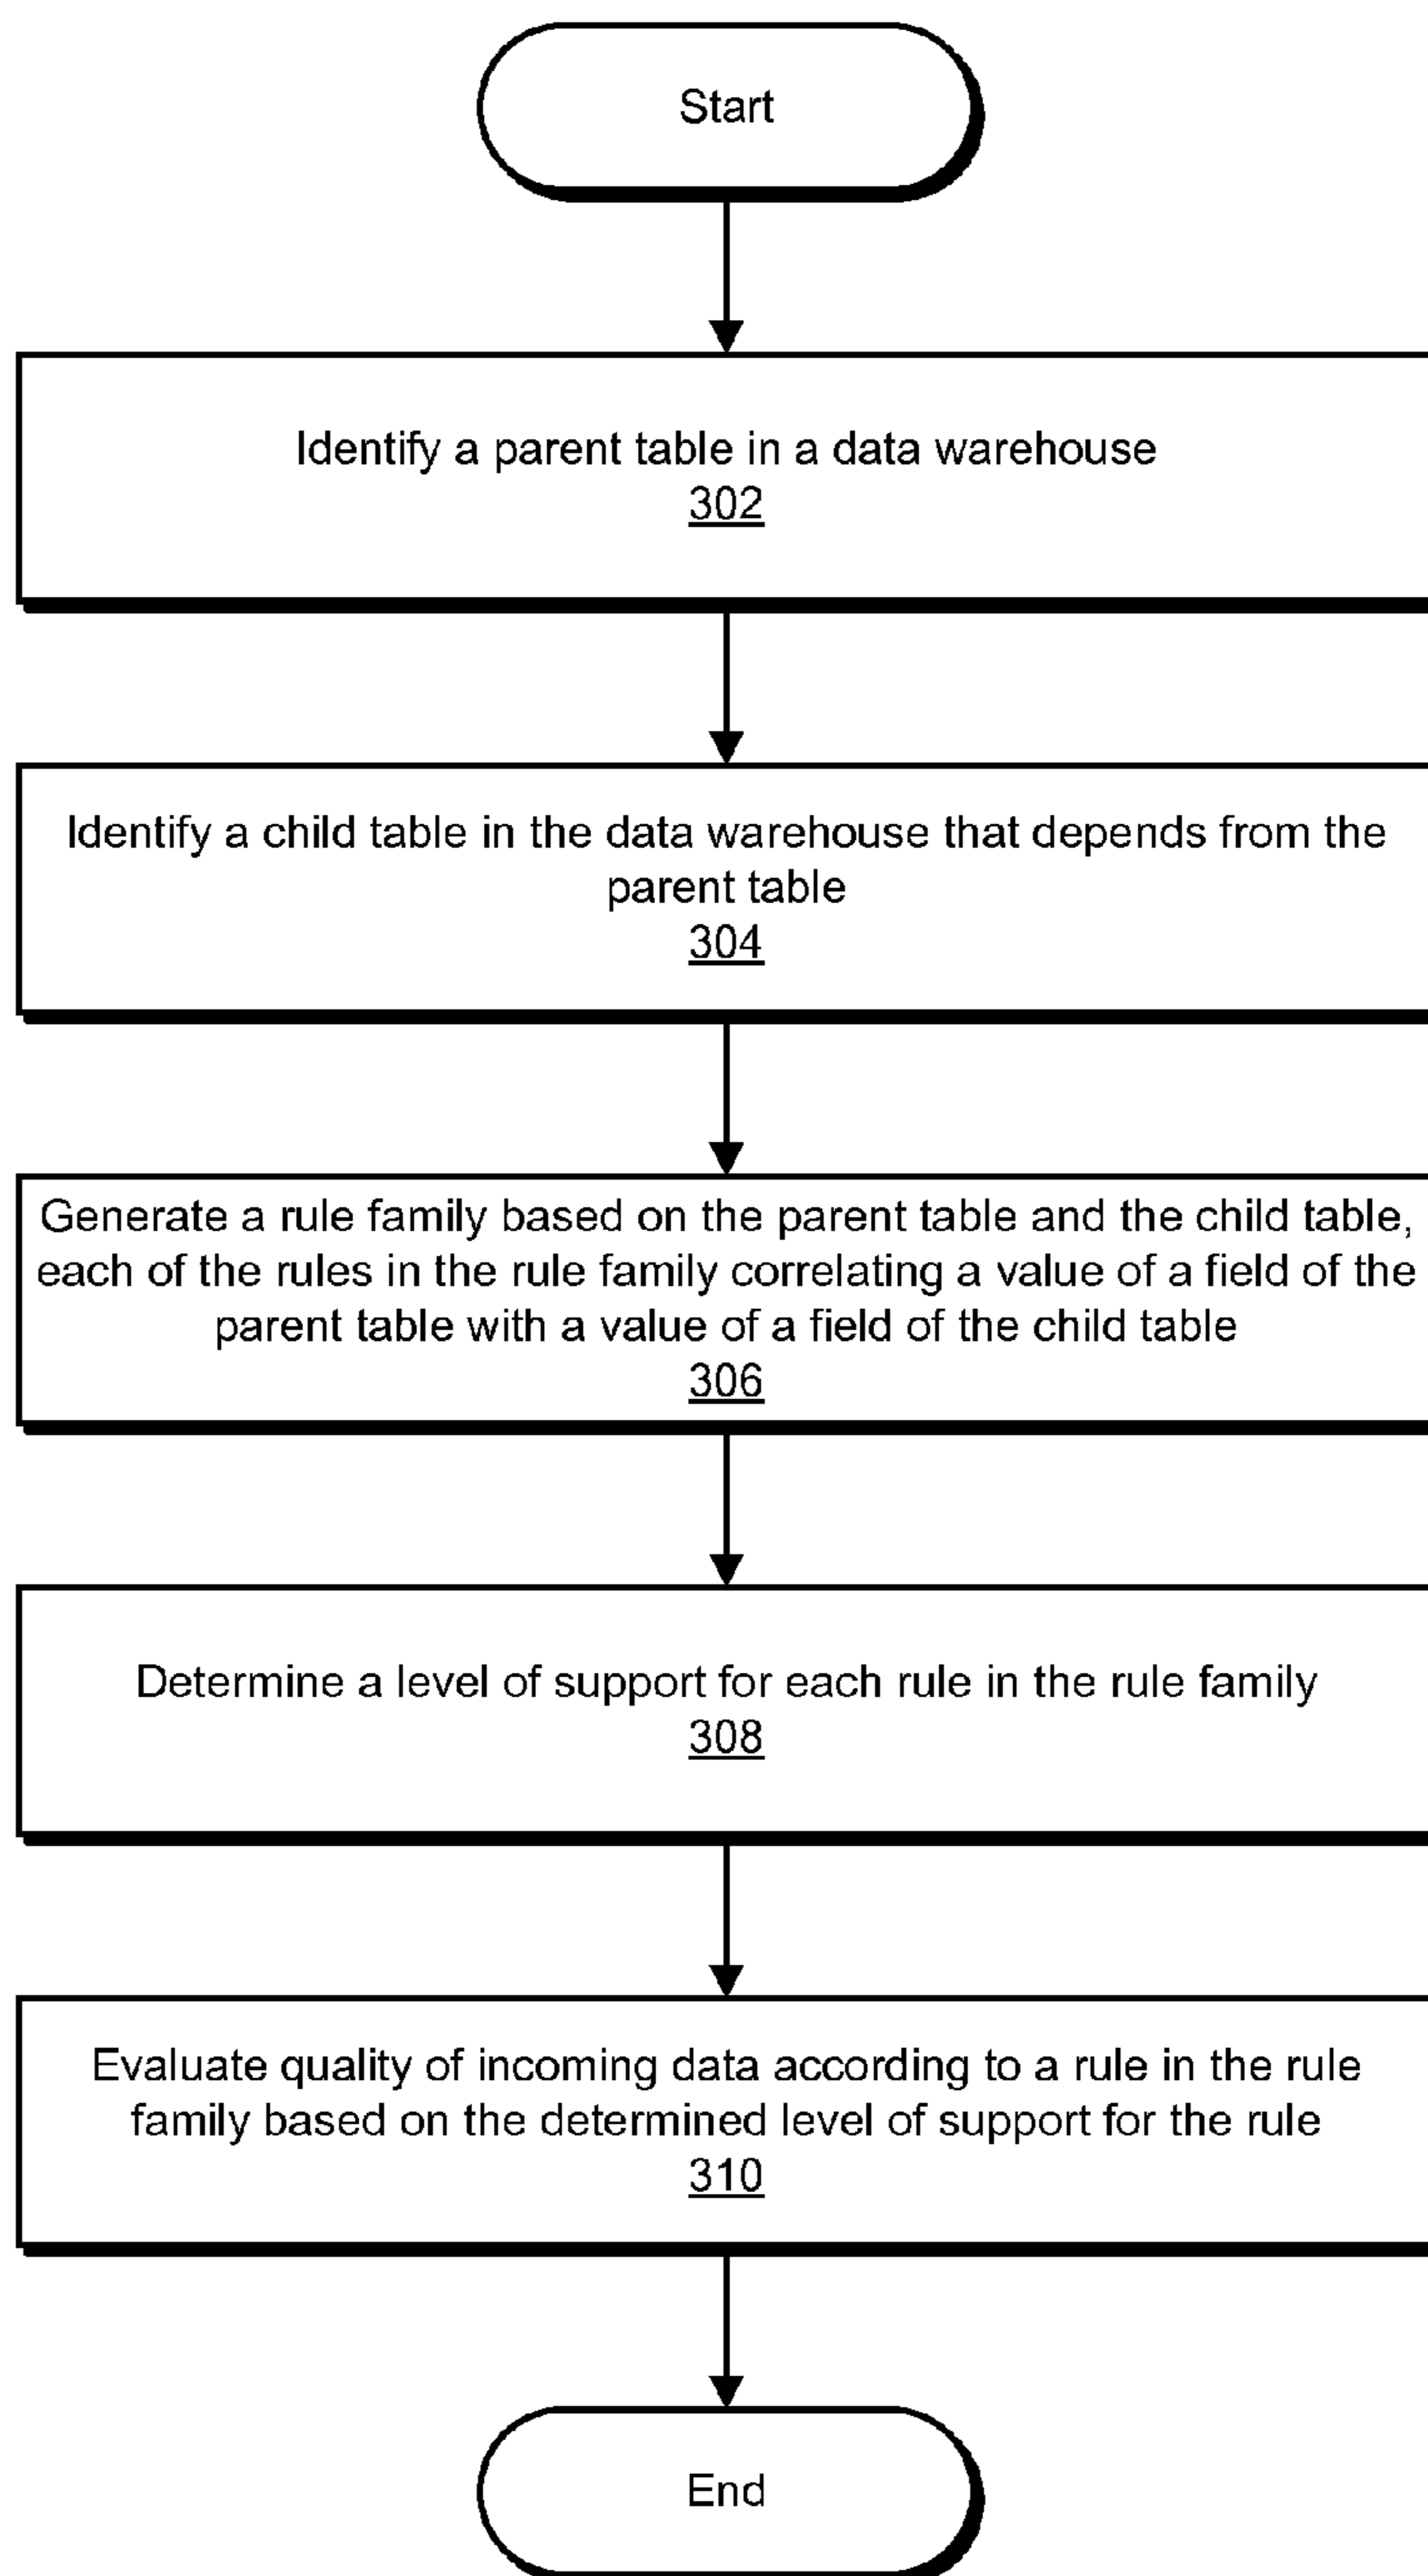 Start
Identify a parent table in a data warehouse
302
Identify a child table in the data warehouse that depends from the
parent table
304
Generate a rule family based on the parent table and the child table,
each of the rules in the rule family correlating a value of a field of the
parent table with a value of a field of the child table
306
Determine a level of support for each rule in the rule family
308
Evaluate quality of incoming data according to a rule in the rule
family based on the determined level of support for the rule
310
End